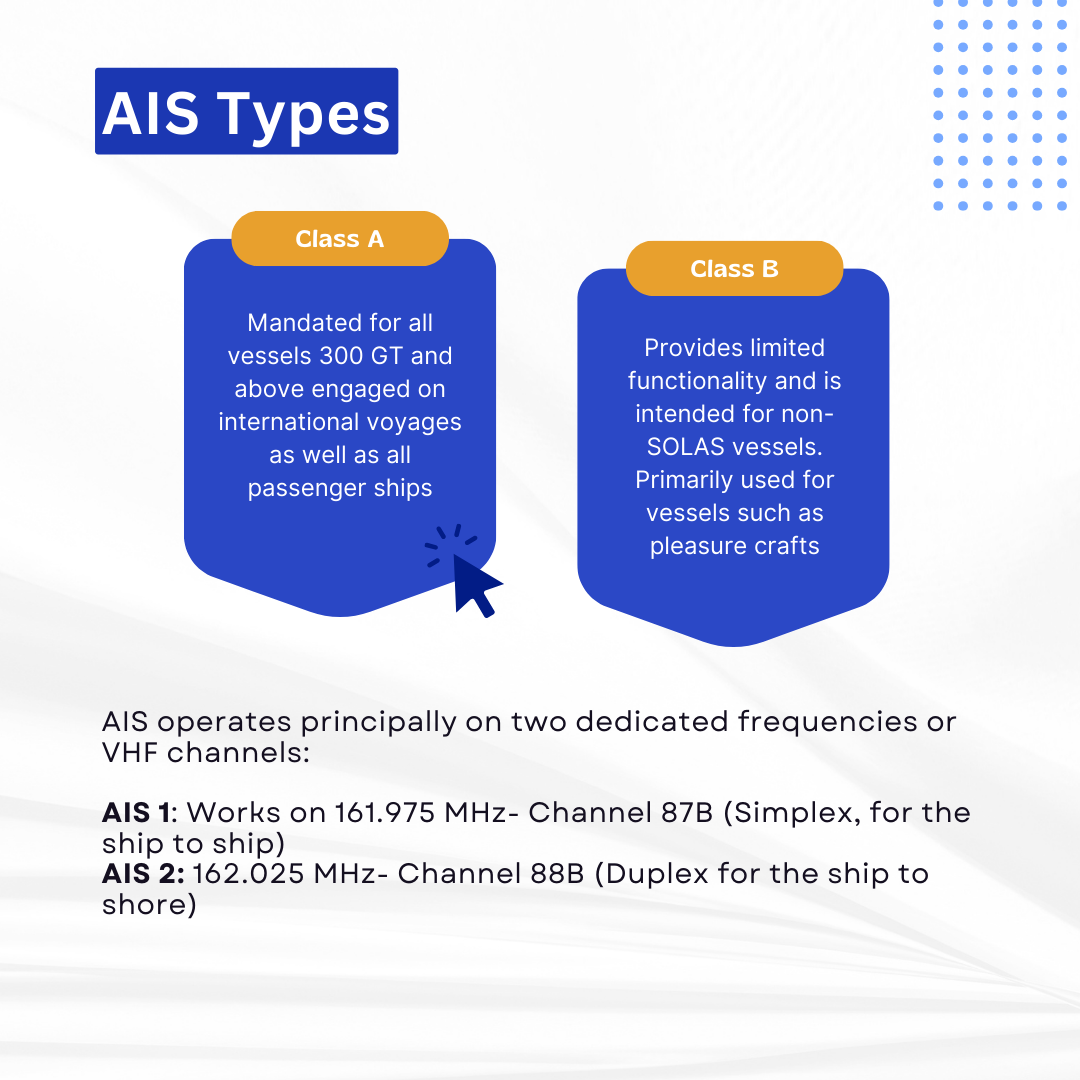 AIS Types
Class A
Mandated for all
vessels 300 GT and
above engaged on
international voyages
as well as all
passenger ships
Class B
Provides limited
functionality and is
intended for non-
SOLAS vessels.
Primarily used for
vessels such as
pleasure crafts
AIS operates principally on two dedicated frequencies or
VHF channels:
AIS 1: Works on 161.975 MHz- Channel 87B (Simplex, for the
ship to ship)
AIS 2: 162.025 MHz- Channel 88B (Duplex for the ship to
shore)